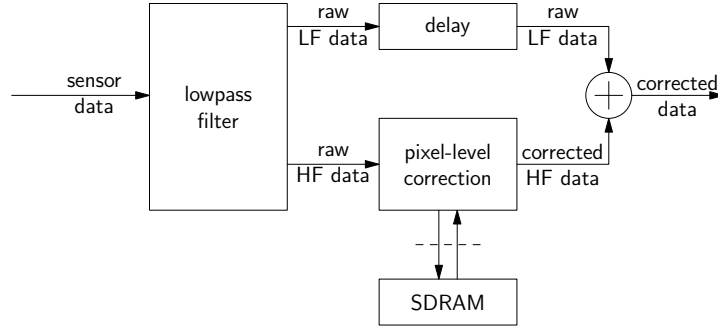 sensor
data
lowpass
filter
raw
LF data
delay
raw
LF data
raw
HF data
pixel-level
correction
corrected
HF data
corrected
data
SDRAM